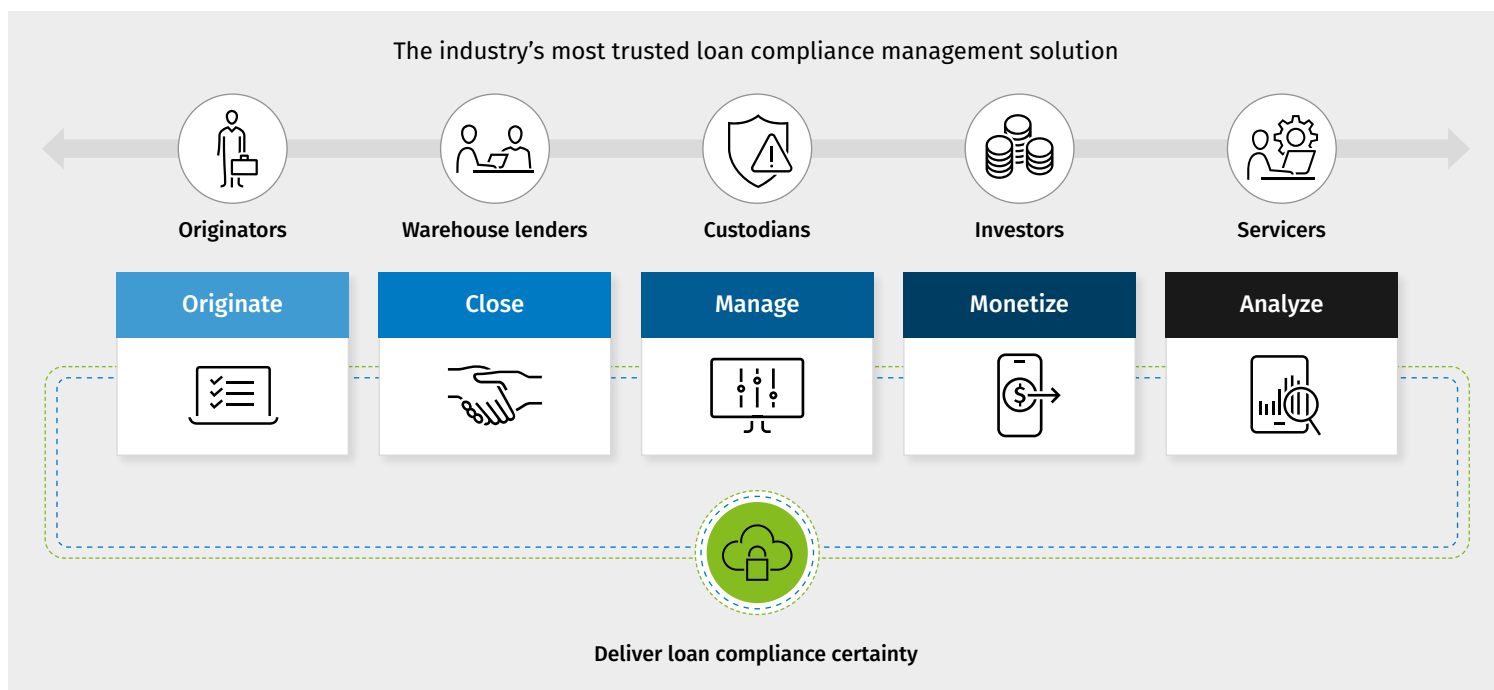 The industry’s most trusted loan compliance management solution
Originators
Warehouse lenders
Custodians
Investors
Servicers
Originate
Close
Manage
Monetize
Analyze
$
Deliver loan compliance certainty